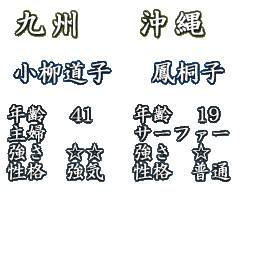 九州
小柳道子
年齢 41
主婦
強さ ☆☆
性格 強気
沖縄
鳳桐子
年齢 19
サーファー
強さ ☆
性格 普通